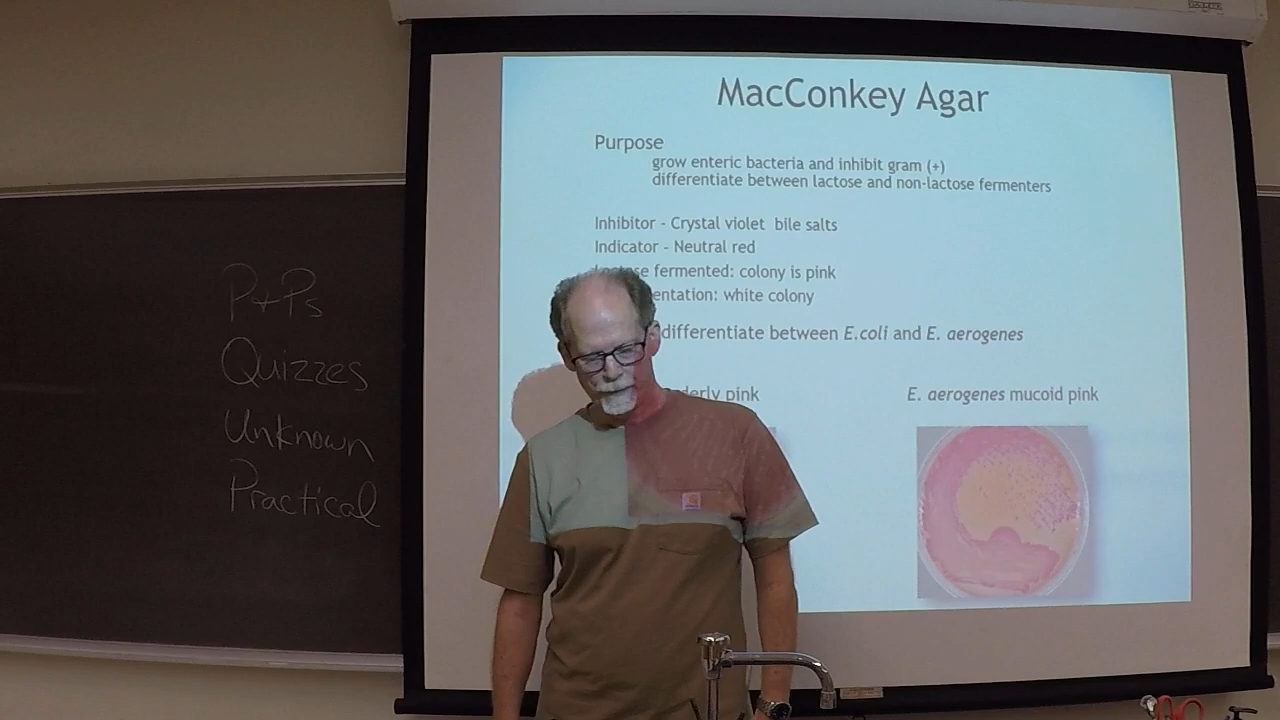 MacConkey Agar
Purpose
grow enteric bacteria and inhibit gram (+)
differentiate between lactose and non-lactose fermenters
Inhibitor - Crystal violet bile salts
Indicator - Neutral red
fermented: colony is pink
white colony
differentiate between E.coli and E. aerogenes
pink
E. aerogenes mucoid pink
P+Ps
Quizzes
Unknown
Practical